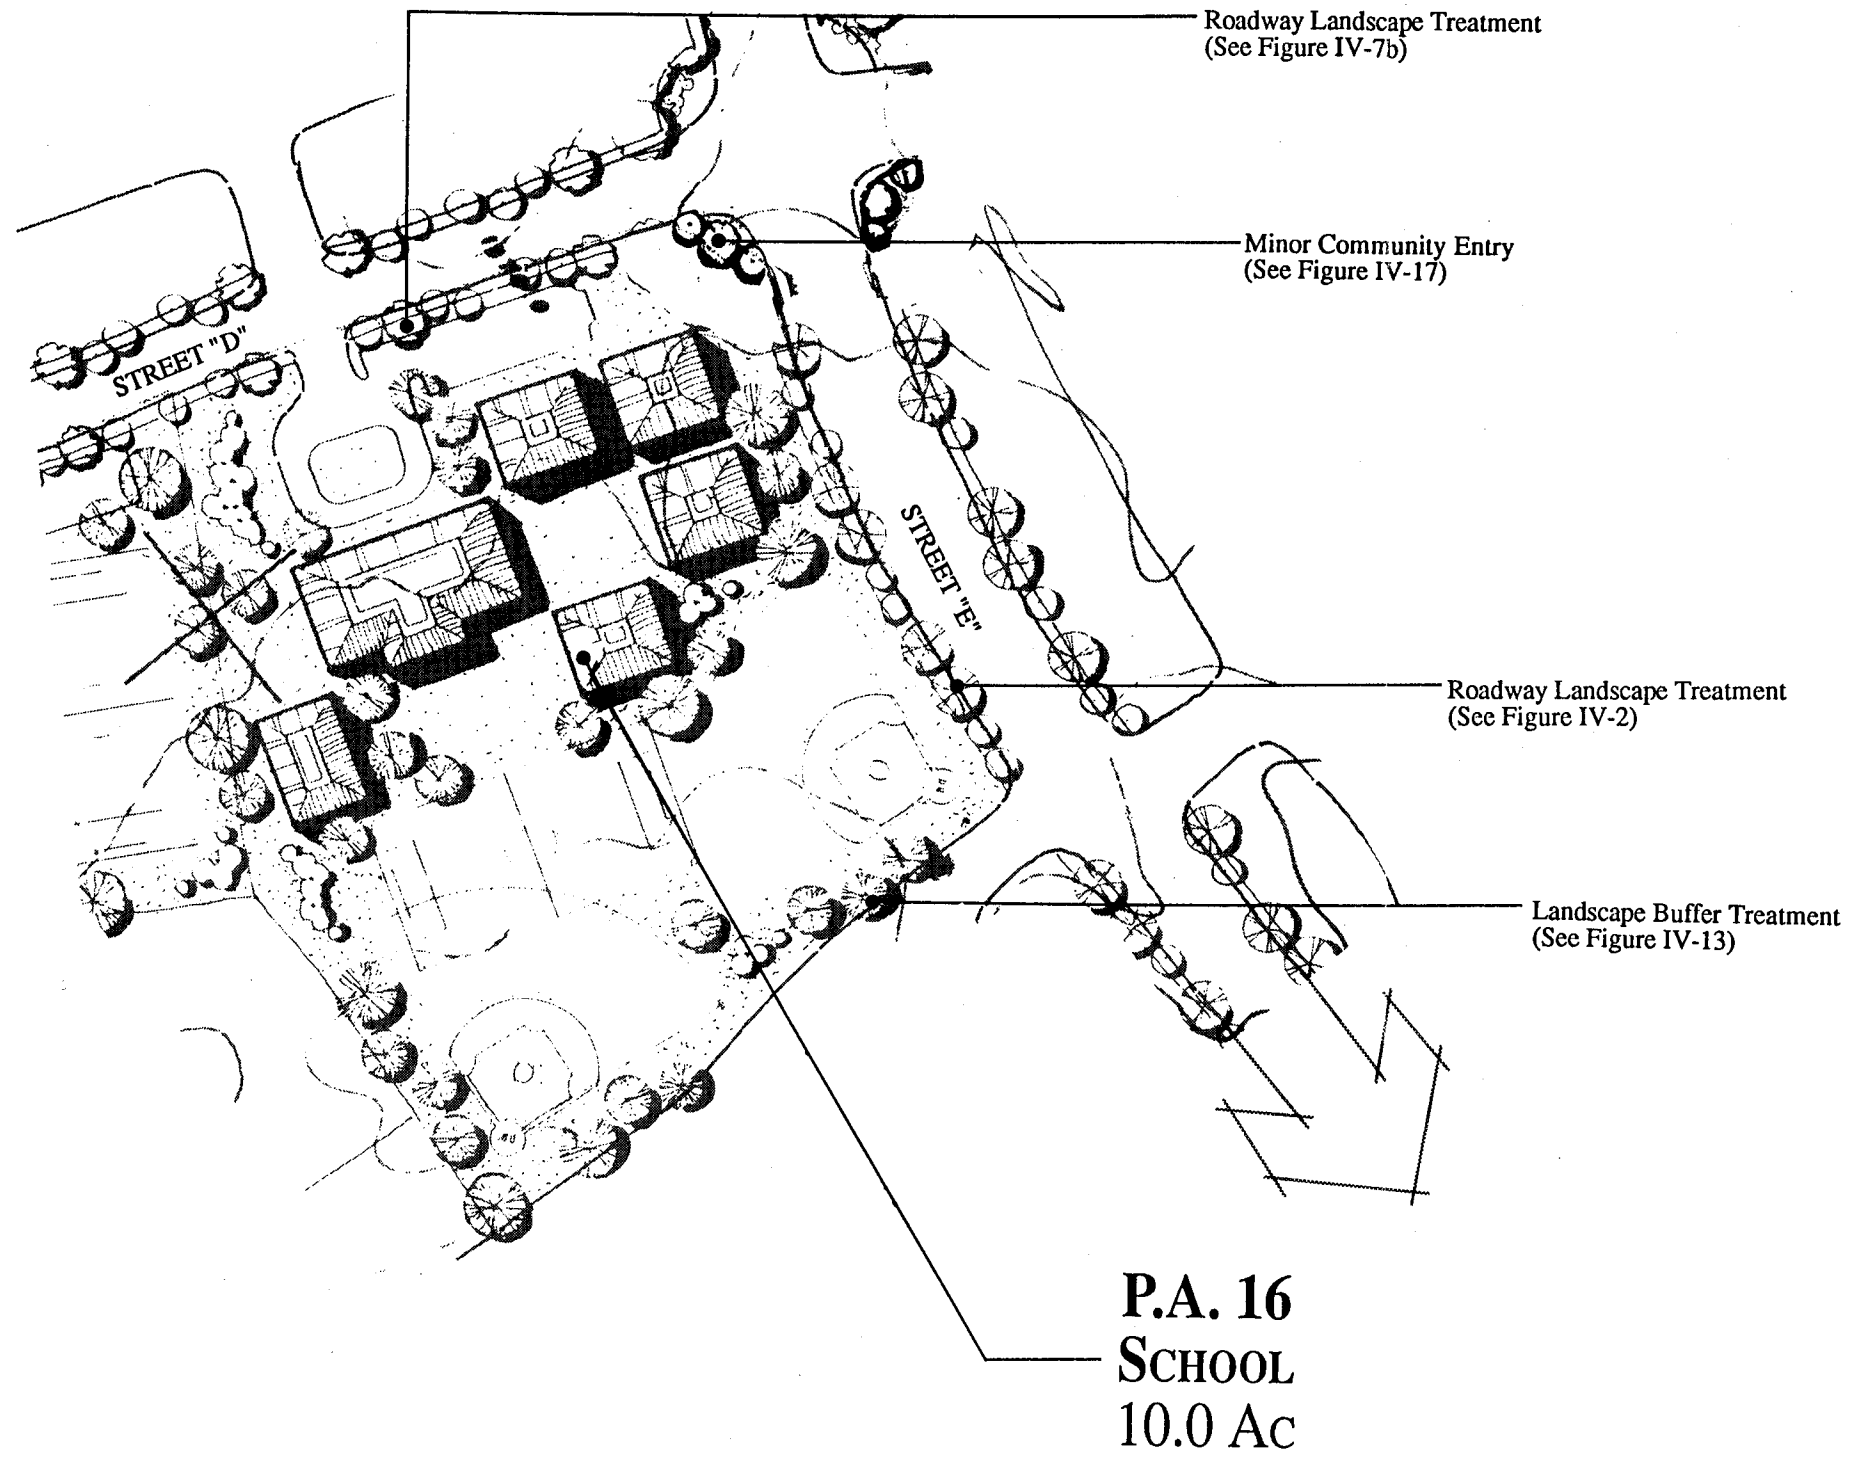 Roadway Landscape Treatment
(See Figure IV-7b)
Minor Community Entry
(See Figure IV-17)
STREET "D"
STREET "E"
Roadway Landscape Treatment
(See Figure IV-2)
Landscape Buffer Treatment
(See Figure IV-13)
P.A. 16
SCHOOL
10.0 AC